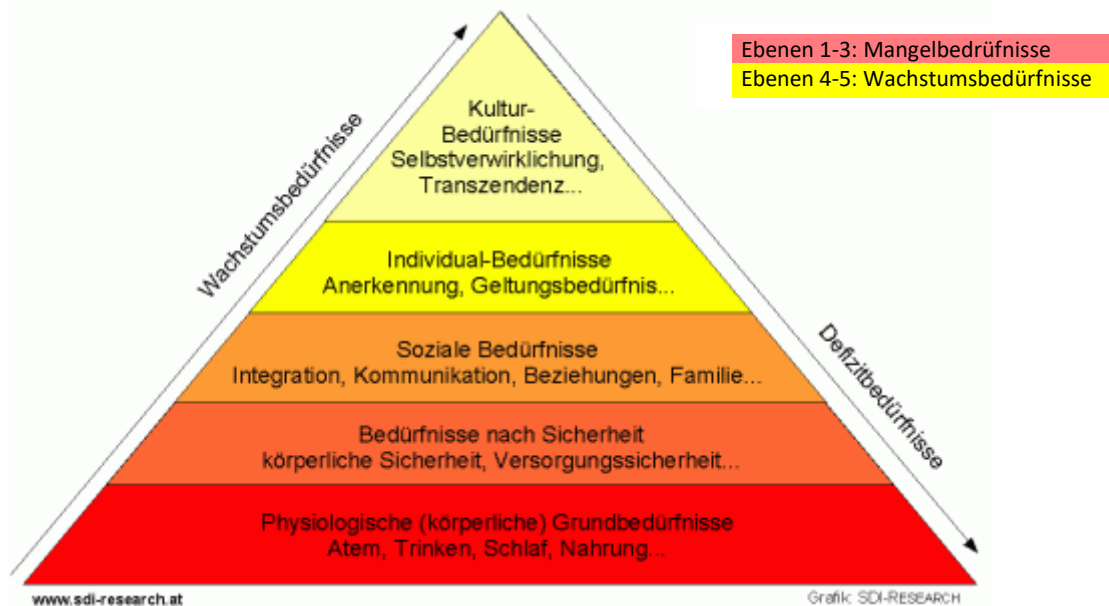 Ebenen 1-3: Mangelbedrüfnisse
Ebenen 4-5: Wachstumsbedürfnisse
Wachstumsbedürfnisse
Defizitbedürfnisse
Kultur-
Bedürfnisse
Selbstverwirklichung,
Transzendenz...
Individual-Bedürfnisse
Anerkennung, Geltungsbedürfnis...
Soziale Bedürfnisse
Integration, Kommunikation, Beziehungen, Familie...
Bedürfnisse nach Sicherheit
körperliche Sicherheit, Versorgungssicherheit...
Physiologische (körperliche) Grundbedürfnisse
Atem, Trinken, Schlaf, Nahrung...
www.sdi-research.at
Grafik: SDI-RESEARCH